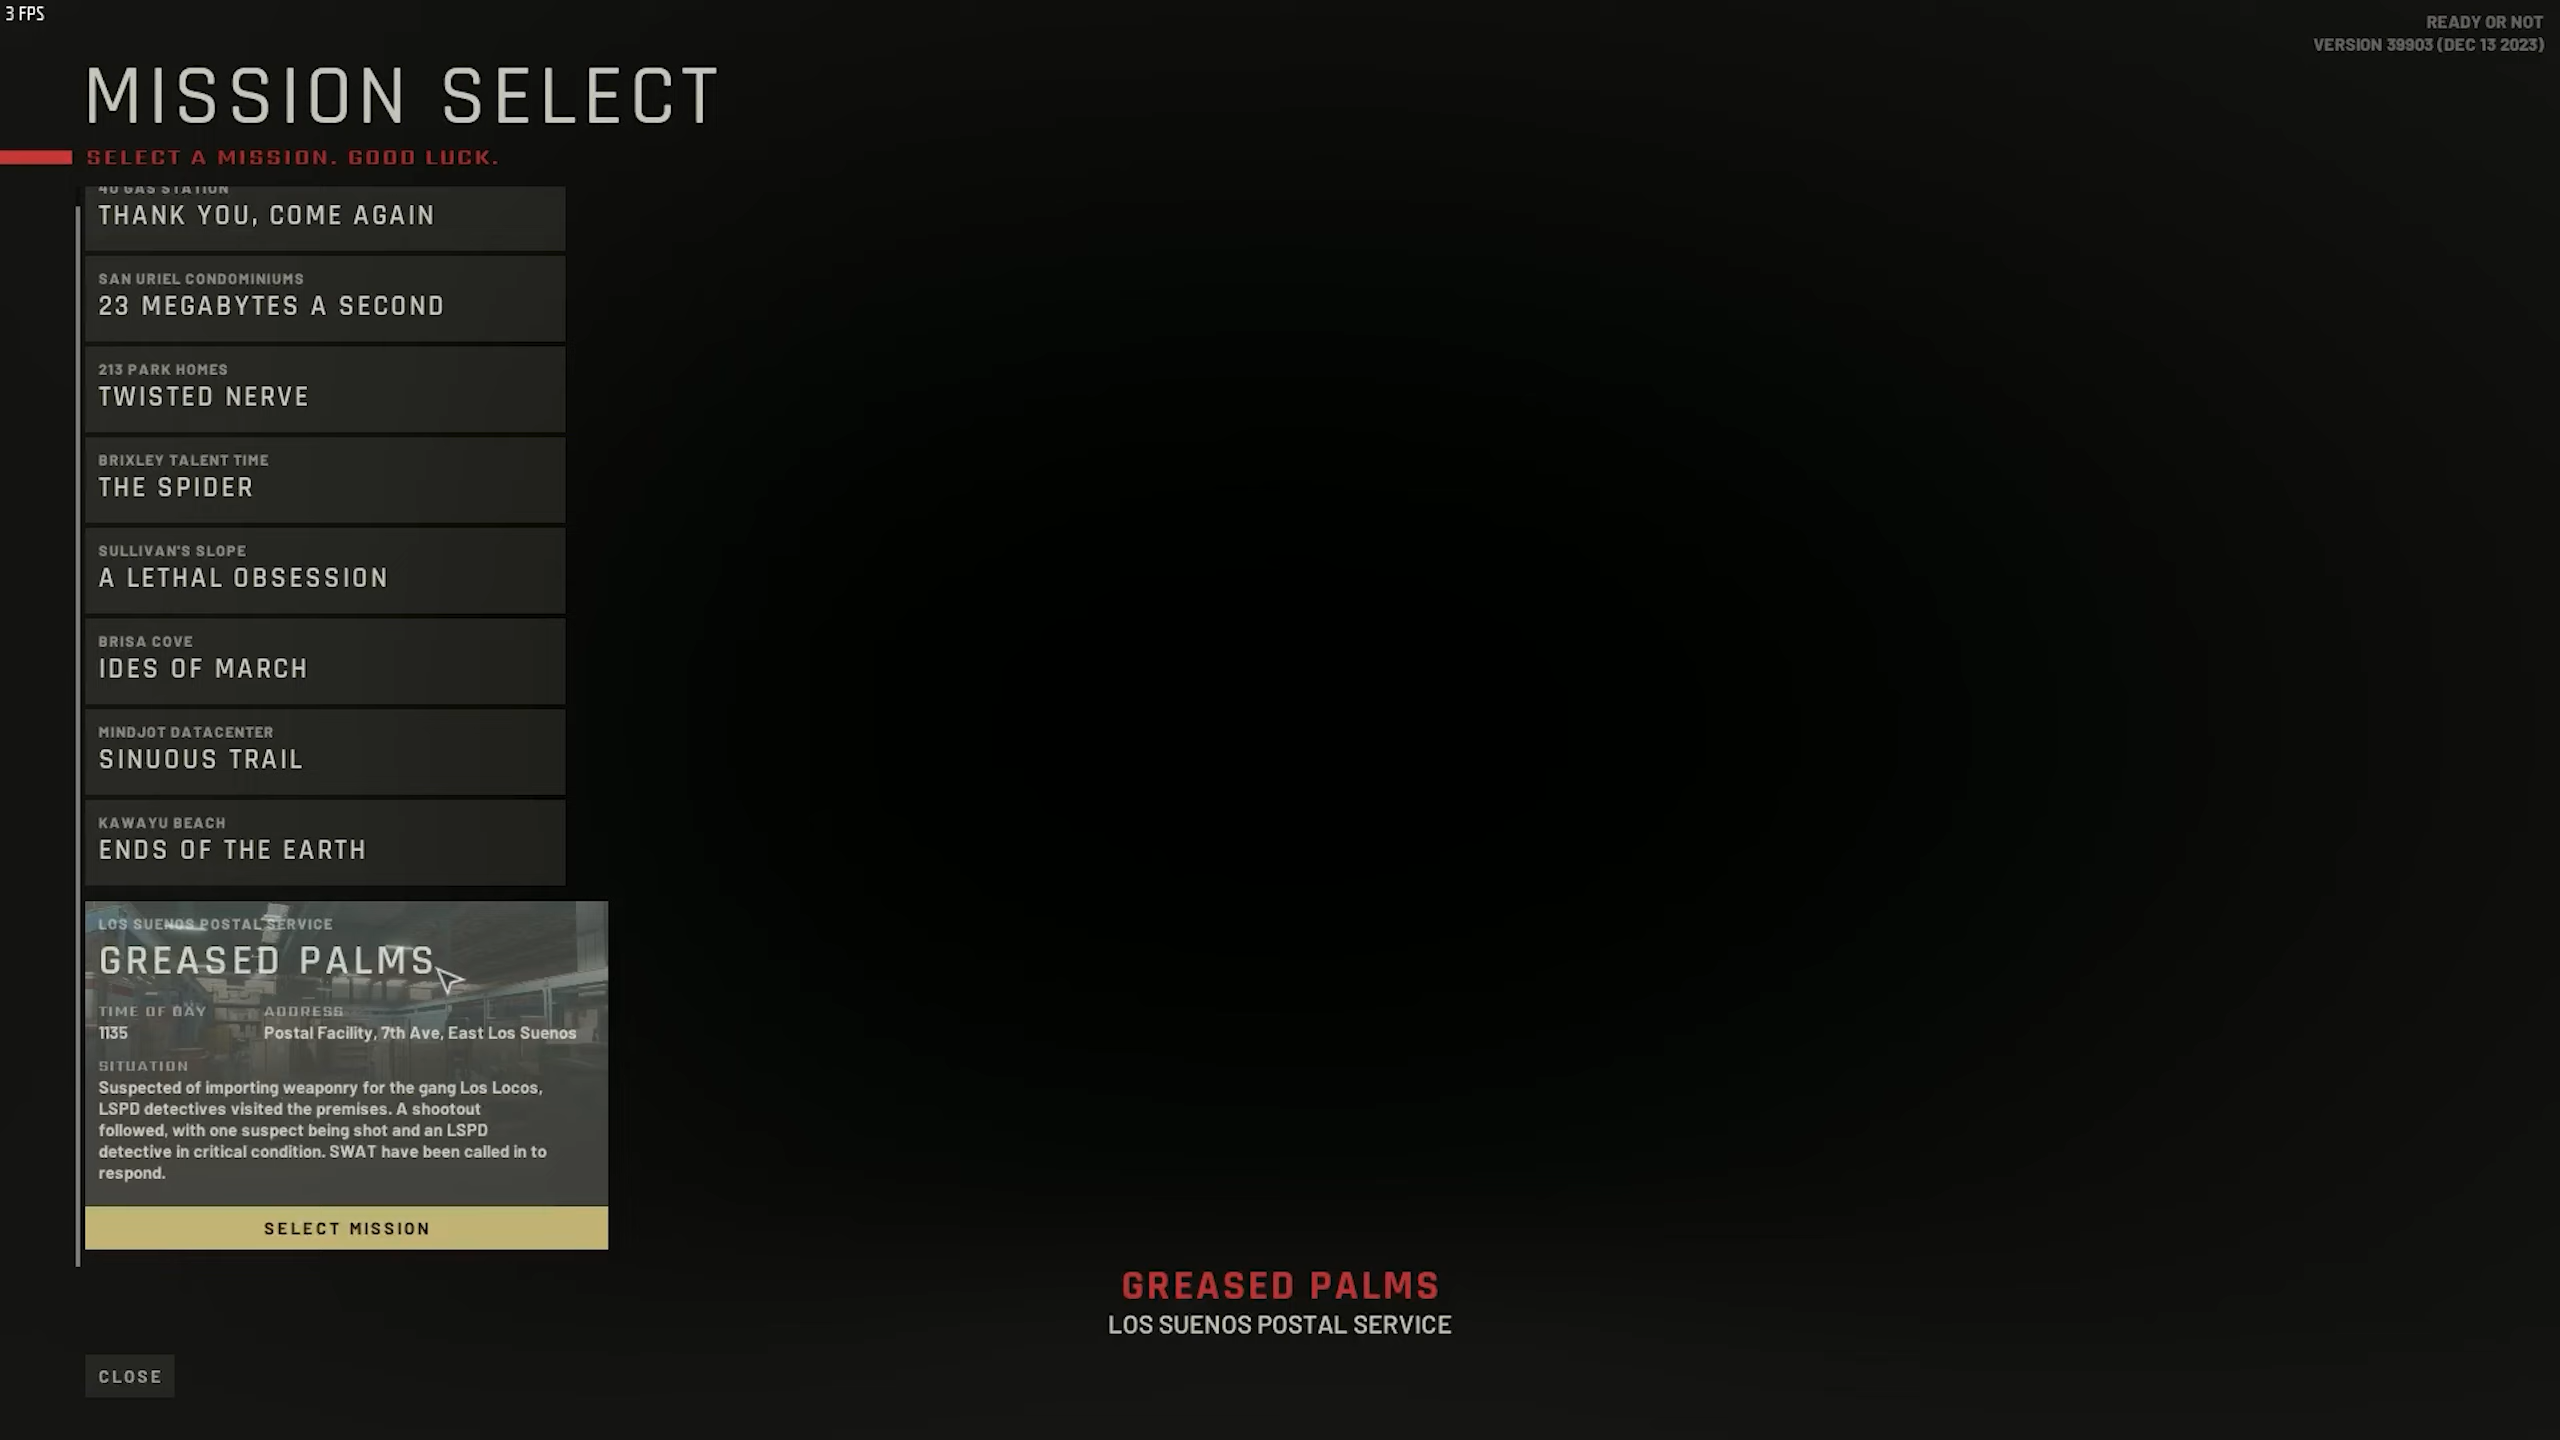 3 FPS
READY OR NOT
VERSION 39903 (DEC 13 2023)
MISSION SELECT
SELECT A MISSION. GOOD LUCK.
40 GAS STATION
THANK YOU, COME AGAIN
SAN URIEL CONDOMINIUMS
23 MEGABYTES A SECOND
213 PARK HOMES
TWISTED NERVE
BRIXLEY TALENT TIME
THE SPIDER
SULLIVAN'S SLOPE
A LETHAL OBSESSION
BRISA COVE
IDES OF MARCH
MINDJOT DATACENTER
SINUOUS TRAIL
KAWAYU BEACH
ENDS OF THE EARTH
LOS SUENOS POSTAL SERVICE
GREASED PALMS
TIME OF DAY ADDRESS
1135 Postal Facility, 7th Ave, East Los Suenos
SITUATION
Suspected of importing weaponry for the gang Los Locos,
LSPD detectives visited the premises. A shootout
followed, with one suspect being shot and an LSPD
detective in critical condition. SWAT have been called in to
respond.
SELECT MISSION
GREASED PALMS
LOS SUENOS POSTAL SERVICE
CLOSE